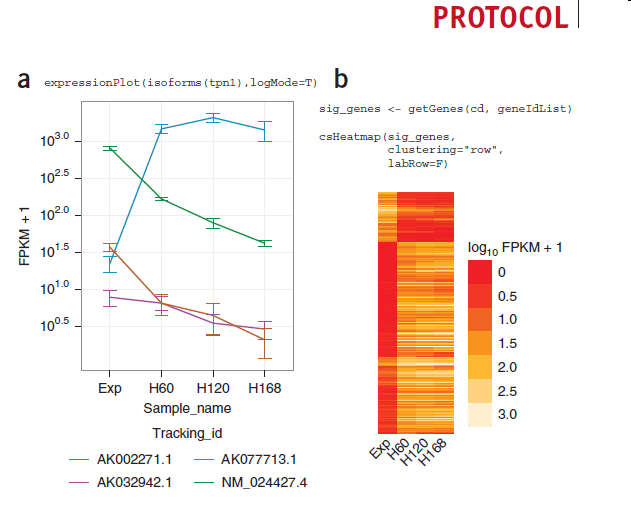 PROTOCOL
a expressionPlot(isoforms(tpn1),logMode=T)
10^3.0
10^2.5
10^2.0
10^1.5
10^1.0
10^0.5
FPKM + 1
Exp H60 H120 H168
Sample_name
Tracking_id
AK002271.1 AK077713.1
AK032942.1 NM_024427.4
b
sig_genes <- getGenes(cd, geneIdList)
csHeatmap(sig_genes,
clustering="row",
labRow=F)
log10 FPKM + 1
0
0.5
1.0
1.5
2.0
2.5
3.0
Exp H60 H120 H168